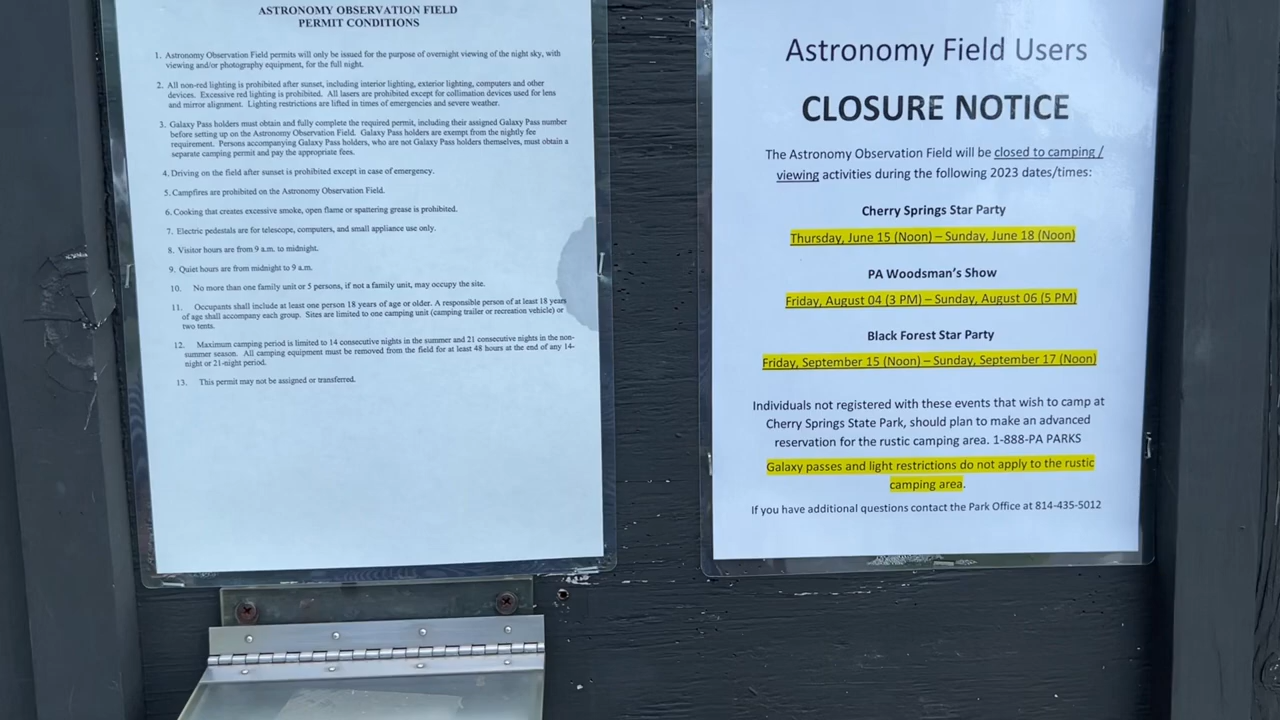 ASTRONOMY OBSERVATION FIELD
PERMIT CONDITIONS
1. Astronomy Observation Field permits will only be issued for the purpose of overnight viewing of the night sky, with
viewing and/or photography equipment, for the full night.
2. All non-red lighting is prohibited after sunset, including interior lighting, exterior lighting, computers and other
devices. Excessive red lighting is prohibited. All lasers are prohibited except for collimation devices used for lens
and mirror alignment. Lighting restrictions are lifted in times of emergencies and severe weather.
3. Galaxy Pass holders must obtain and fully complete the required permit, including their assigned Galaxy Pass number
before setting up on the Astronomy Observation Field. Galaxy Pass holders are exempt from the nightly fee
requirement. Persons accompanying Galaxy Pass holders, who are not Galaxy Pass holders themselves, must obtain a
separate camping permit and pay the appropriate fees.
4. Driving on the field after sunset is prohibited except in case of emergency.
5. Campfires are prohibited on the Astronomy Observation Field.
6. Cooking that creates excessive smoke, open flame or spattering grease is prohibited.
7. Electric pedestals are for telescope, computers, and small appliance use only.
8. Visitor hours are from 9 a.m. to midnight.
9. Quiet hours are from midnight to 9 a.m.
10. No more than one family unit or 5 persons, if not a family unit, may occupy the site.
11. Occupants shall include at least one person 18 years of age or older. A responsible person of at least 18 years
of age shall accompany each group. Sites are limited to one camping unit (camping trailer or recreation vehicle) or
two tents.
12. Maximum camping period is limited to 14 consecutive nights in the summer and 21 consecutive nights in the non-
summer season. All camping equipment must be removed from the field for at least 48 hours at the end of any 14-
night or 21-night period.
13. This permit may not be assigned or transferred.
Astronomy Field Users
CLOSURE NOTICE
The Astronomy Observation Field will be closed to camping /
viewing activities during the following 2023 dates/times:
Cherry Springs Star Party
Thursday, June 15 (Noon) – Sunday, June 18 (Noon)
PA Woodsman's Show
Friday, August 04 (3 PM) – Sunday, August 06 (5 PM)
Black Forest Star Party
Friday, September 15 (Noon) – Sunday, September 17 (Noon)
Individuals not registered with these events that wish to camp at
Cherry Springs State Park, should plan to make an advanced
reservation for the rustic camping area. 1-888-PA PARKS
Galaxy passes and light restrictions do not apply to the rustic
camping area.
If you have additional questions contact the Park Office at 814-435-5012